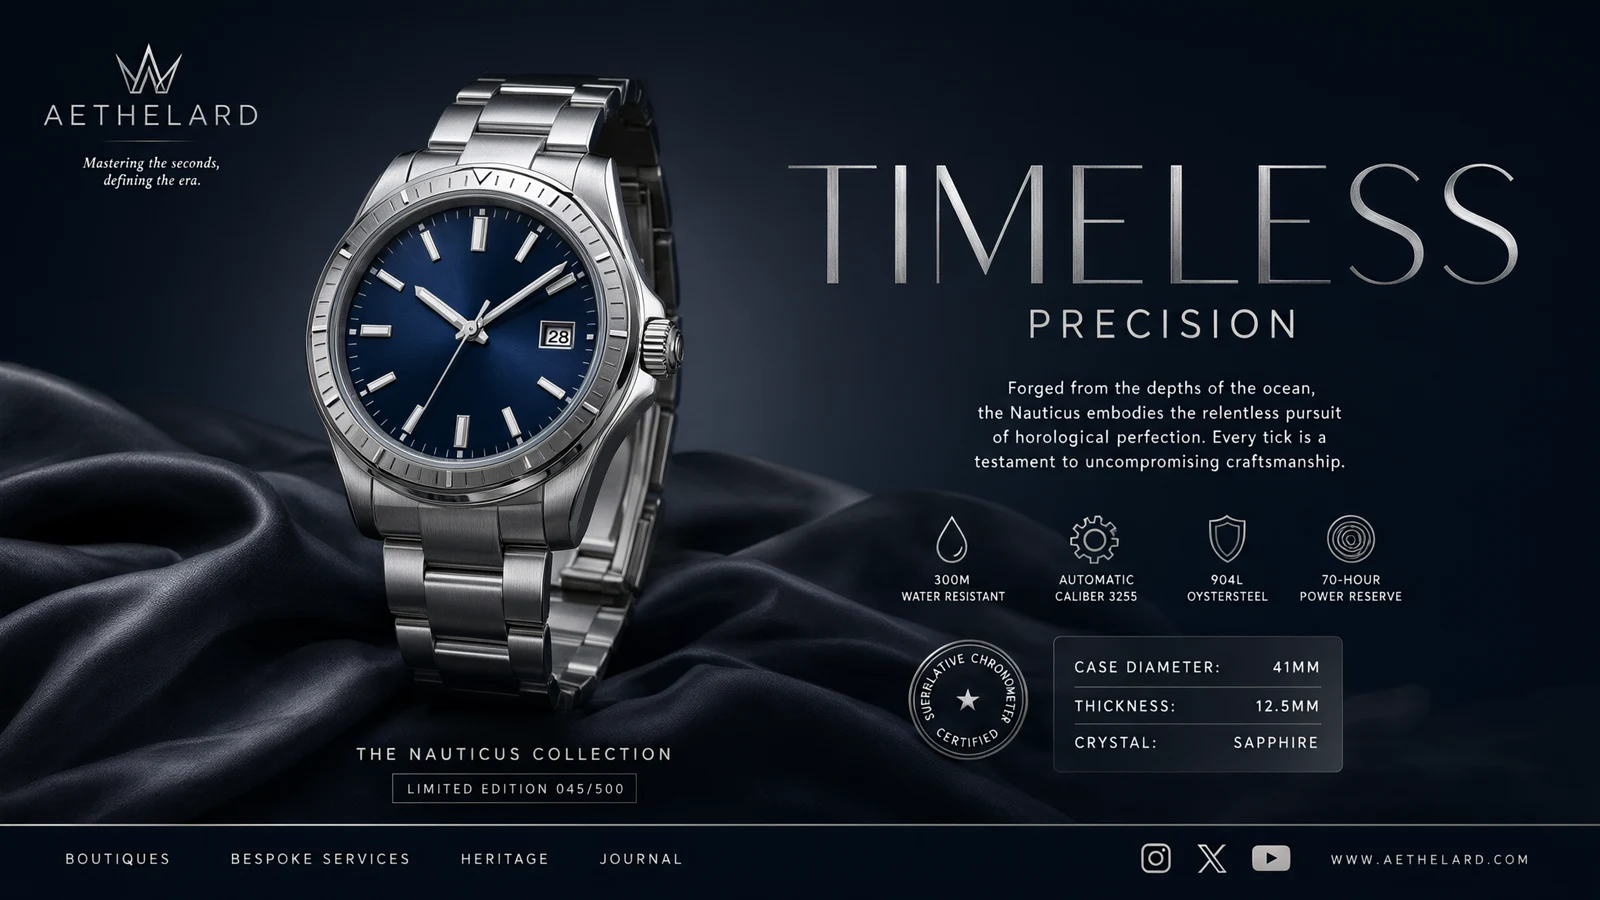 AETHELARD
Mastering the seconds,
defining the era.
28
TIMELESS
PRECISION
Forged from the depths of the ocean,
the Nauticus embodies the relentless pursuit
of horological perfection. Every tick is a
testament to uncompromising craftsmanship.
300M
WATER RESISTANT
AUTOMATIC
CALIBER 3255
904L
OYSTERSTEEL
70-HOUR
POWER RESERVE
SUERRLATIVE CHRONOMETER
CERTIFIED
CASE DIAMETER: 41MM
THICKNESS: 12.5MM
CRYSTAL: SAPPHIRE
THE NAUTICUS COLLECTION
LIMITED EDITION 045/500
BOUTIQUES BESPOKE SERVICES HERITAGE JOURNAL
WWW.AETHELARD.COM